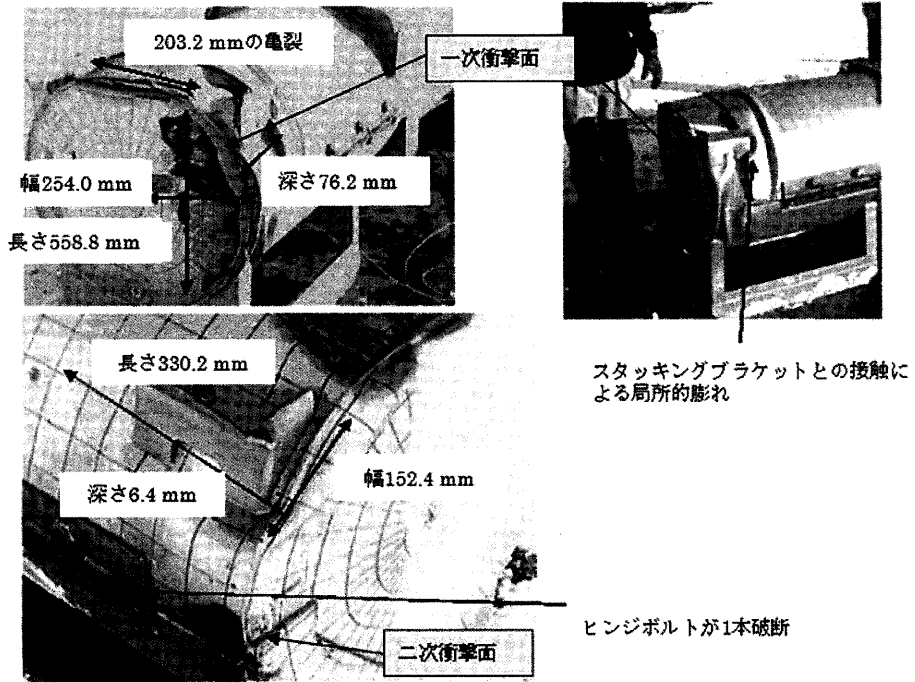 203.2 mmの亀裂
一次衝撃面
幅254.0 mm
深さ76.2 mm
長さ558.8 mm
スタッキングブラケットとの接触に
よる局所的膨れ
長さ330.2 mm
深さ6.4 mm
幅152.4 mm
ヒンジボルトが1本破断
二次衝撃面